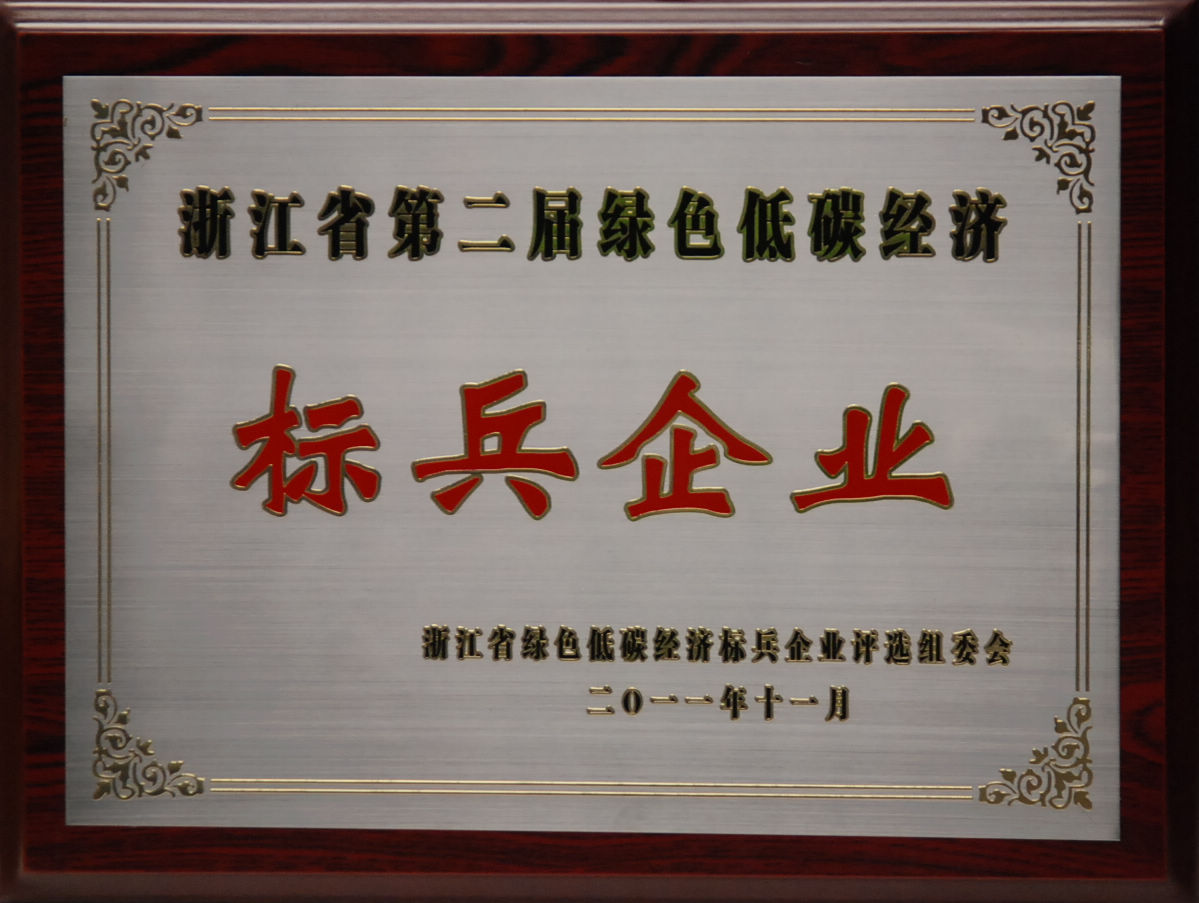 浙江省第二届绿色低碳经济
标兵企业
浙江省绿色低碳经济标兵企业评选组委会
二0一一年十一月